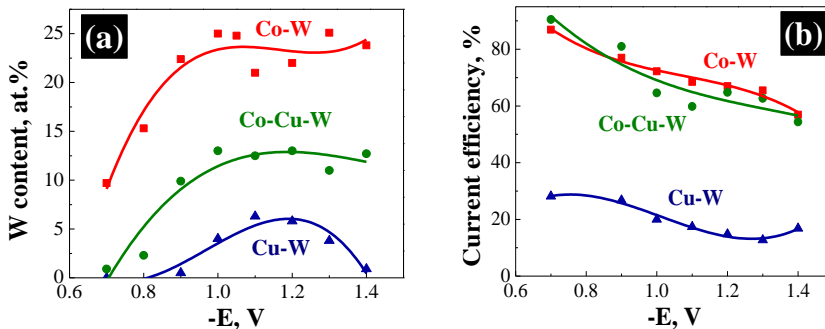 (a)
Co-W
Co-Cu-W
Cu-W
W content, at.%
25
20
15
10
5
0
0.6 0.8 1.0 1.2 1.4
-E, V
(b)
Co-W
Co-Cu-W
Cu-W
Current efficiency, %
80
60
40
20
0
0.6 0.8 1.0 1.2 1.4
-E, V